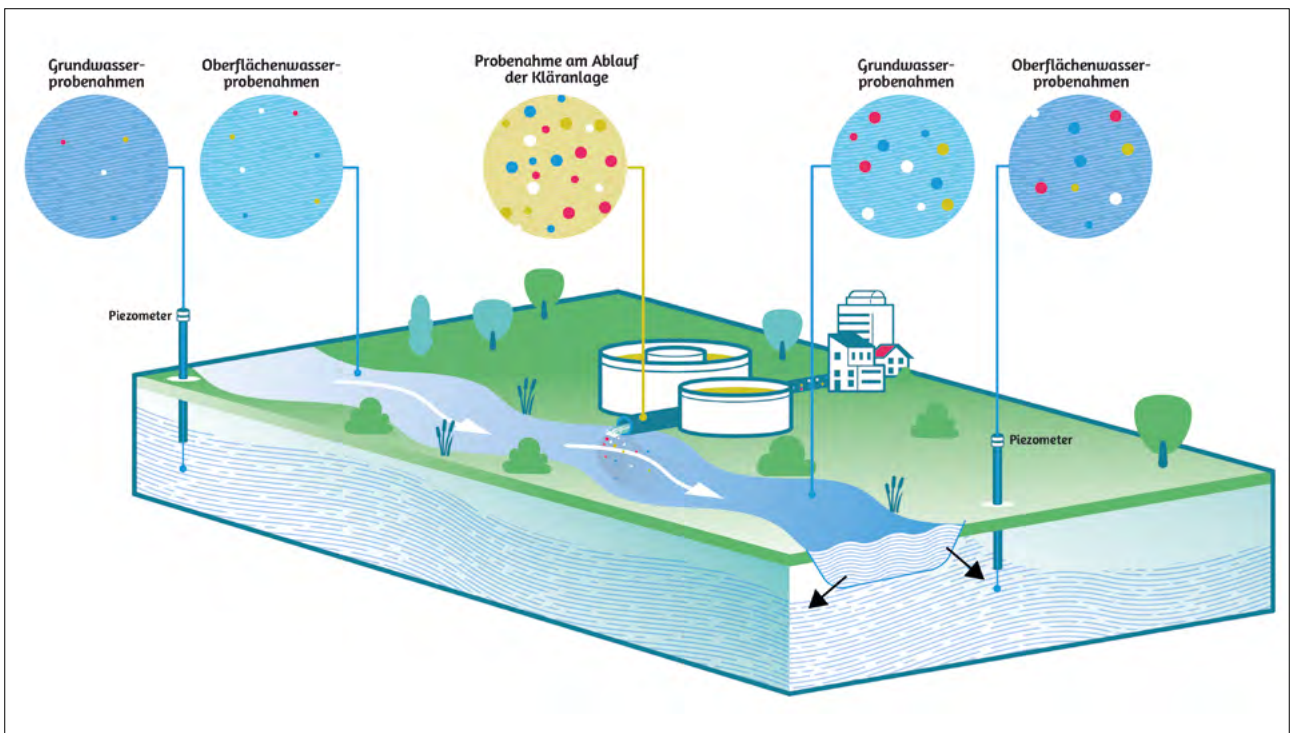 Grundwasser-
probenahmen
Oberflächenwasser-
probenahmen
Probenahme am Ablauf
der Kläranlage
Grundwasser-
probenahmen
Oberflächenwasser-
probenahmen
Piezometer
Piezometer